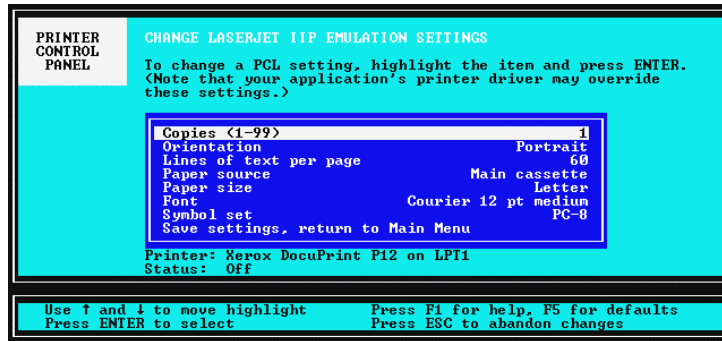 PRINTER
CONTROL
PANEL
CHANGE LASERJET IIP EMULATION SETTINGS
To change a PCL setting, highlight the item and press ENTER.
(Note that your application's printer driver may override
these settings.)
Copies (1-99) 1
Orientation Portrait
Lines of text per page 60
Paper source Main cassette
Paper size Letter
Font Courier 12 pt medium
Symbol set PC-8
Save settings, return to Main Menu
Printer: Xerox DocuPrint P12 on LPT1
Status: Off
Use ↑ and ↓ to move highlight Press F1 for help, F5 for defaults
Press ENTER to select Press ESC to abandon changes